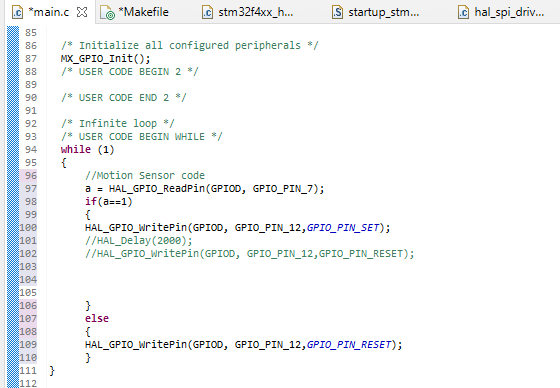 *main.c *Makefile stm32f4xx_h... startup_stm... hal_spi_driv...
85
86 /* Initialize all configured peripherals */
87 MX_GPIO_Init();
88 /* USER CODE BEGIN 2 */
89
90 /* USER CODE END 2 */
91
92 /* Infinite loop */
93 /* USER CODE BEGIN WHILE */
94 while (1)
95 {
96 //Motion Sensor code
97 a = HAL_GPIO_ReadPin(GPIOD, GPIO_PIN_7);
98 if(a==1)
99 {
100 HAL_GPIO_WritePin(GPIOD, GPIO_PIN_12,GPIO_PIN_SET);
101 //HAL_Delay(2000);
102 //HAL_GPIO_WritePin(GPIOD, GPIO_PIN_12,GPIO_PIN_RESET);
103
104
105
106 }
107 else
108 {
109 HAL_GPIO_WritePin(GPIOD, GPIO_PIN_12,GPIO_PIN_RESET);
110 }
111 }
112